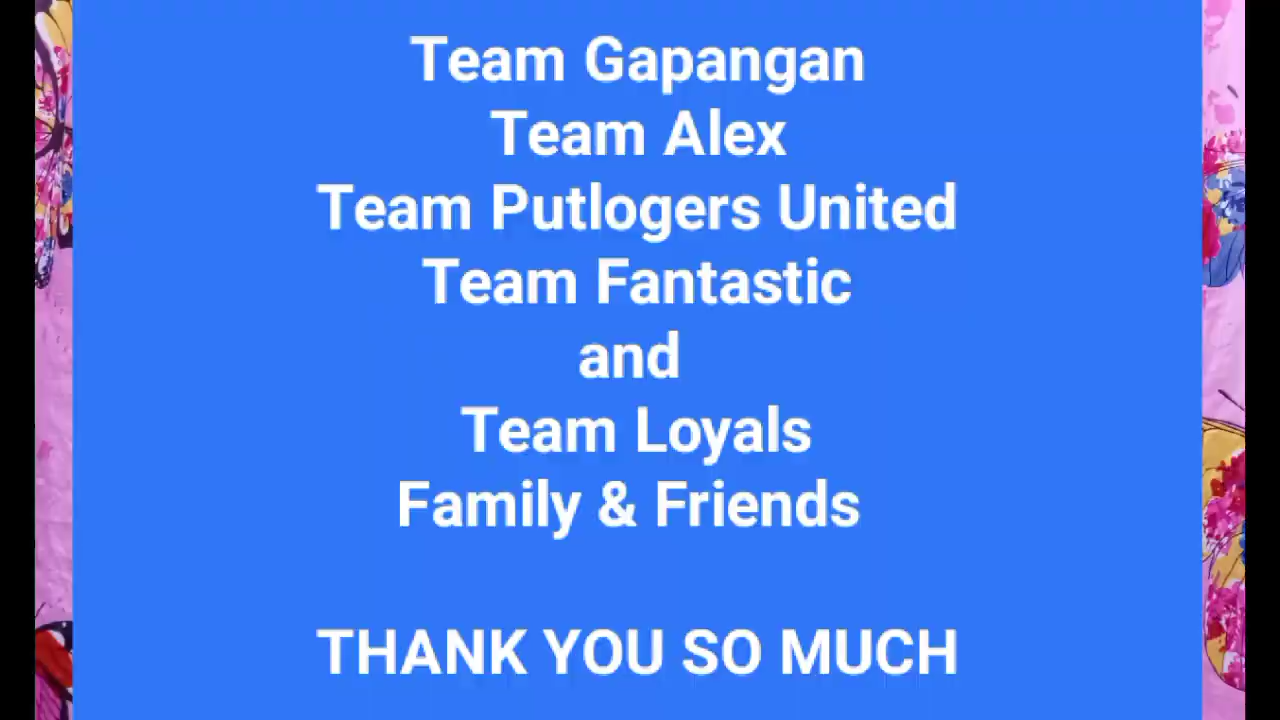 Team Gapangan
Team Alex
Team Putlogers United
Team Fantastic
and
Team Loyals
Family & Friends
THANK YOU SO MUCH